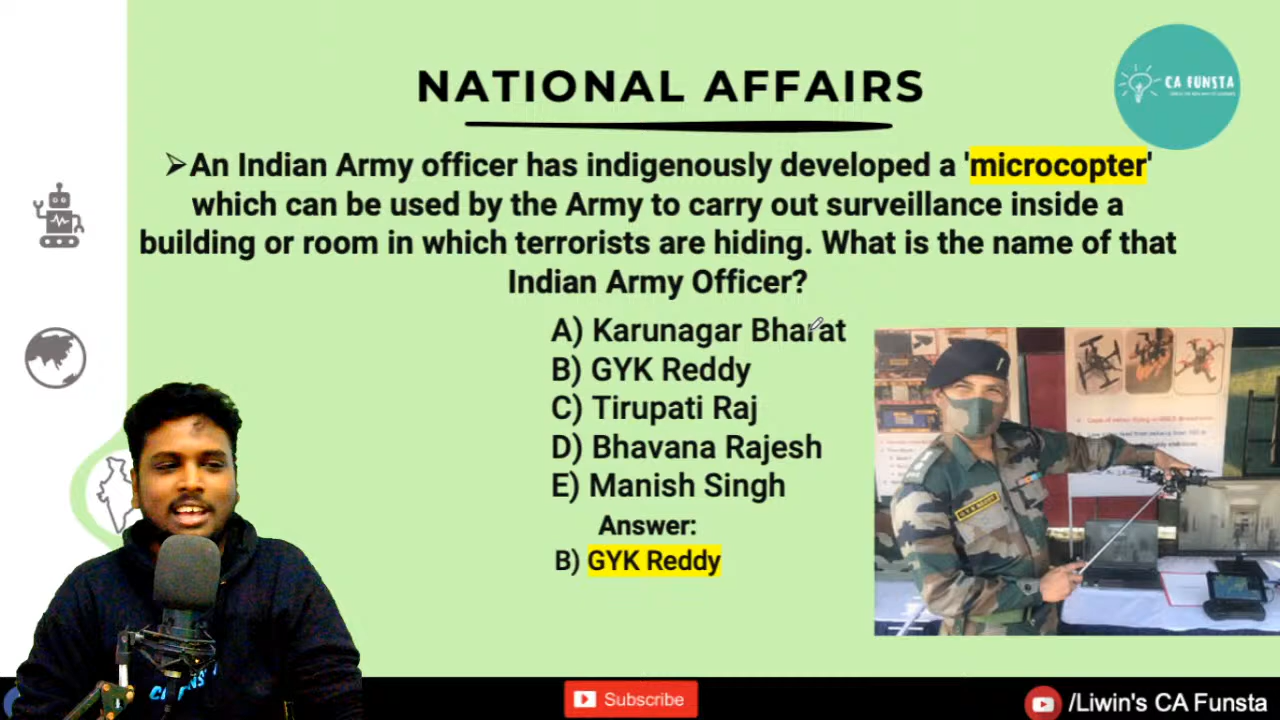 NATIONAL AFFAIRS
CA FUNSTA
➢An Indian Army officer has indigenously developed a 'microcopter'
which can be used by the Army to carry out surveillance inside a
building or room in which terrorists are hiding. What is the name of that
Indian Army Officer?
A) Karunagar Bharat
B) GYK Reddy
C) Tirupati Raj
D) Bhavana Rajesh
E) Manish Singh
Answer:
B) GYK Reddy
Subscribe
/Liwin's CA Funsta